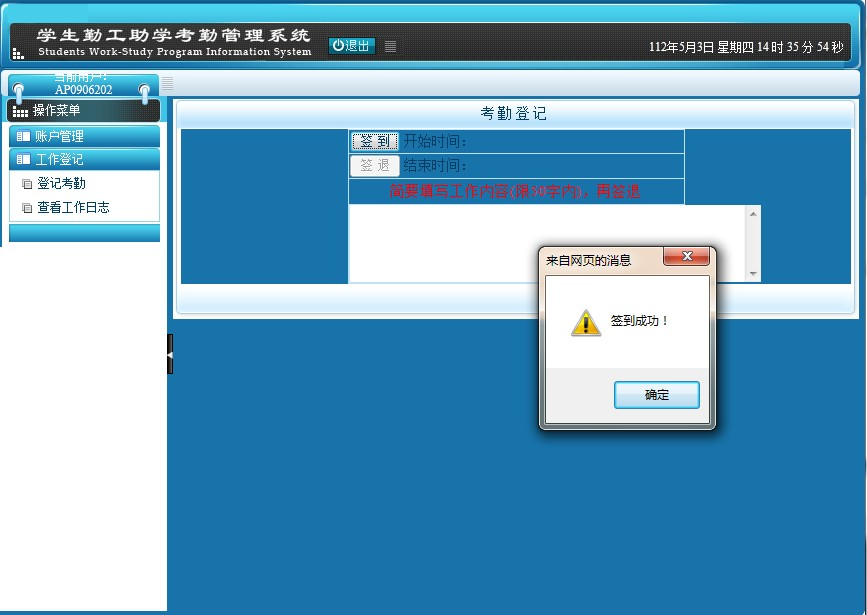 学生勤工助学考勤管理系统
Students Work-Study Program Information System
退出
112年5月3日 星期四 14 时 35 分 54 秒
当前用户：
AP0906202
操作菜单
账户管理
工作登记
登记考勤
查看工作日志
考勤登记
签 到 开始时间：
签 退 结束时间：
简要填写工作内容(限30字内)，再签退
来自网页的消息
签到成功！
确定